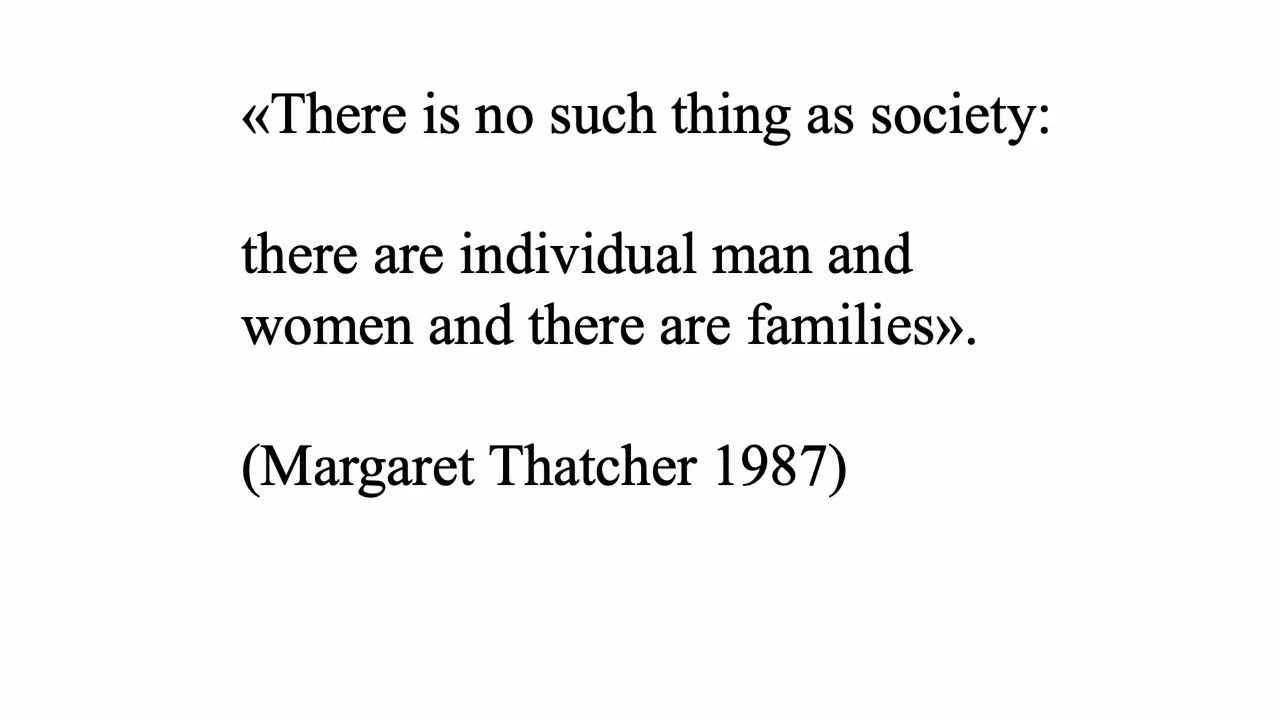 «There is no such thing as society:
there are individual man and
women and there are families».
(Margaret Thatcher 1987)